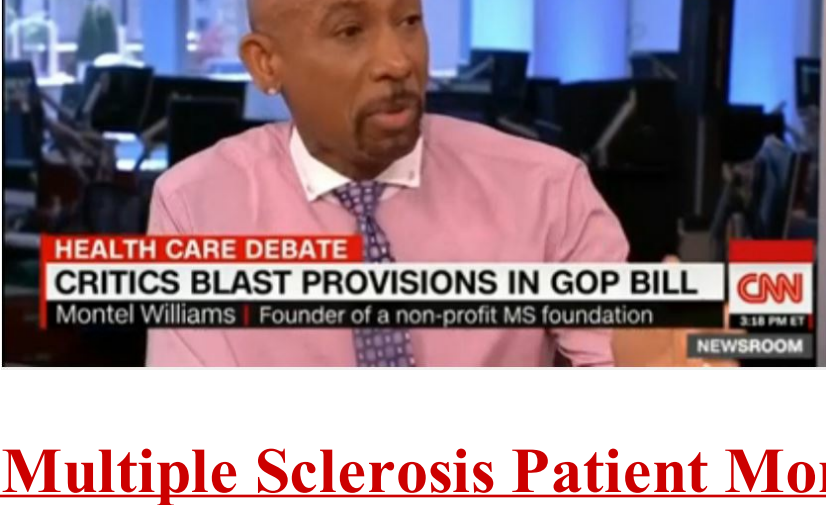 HEALTH CARE DEBATE
CRITICS BLAST PROVISIONS IN GOP BILL
Montel Williams | Founder of a non-profit MS foundation
CNN
3:18 PM ET
NEWSROOM
Multiple Sclerosis Patient Mo